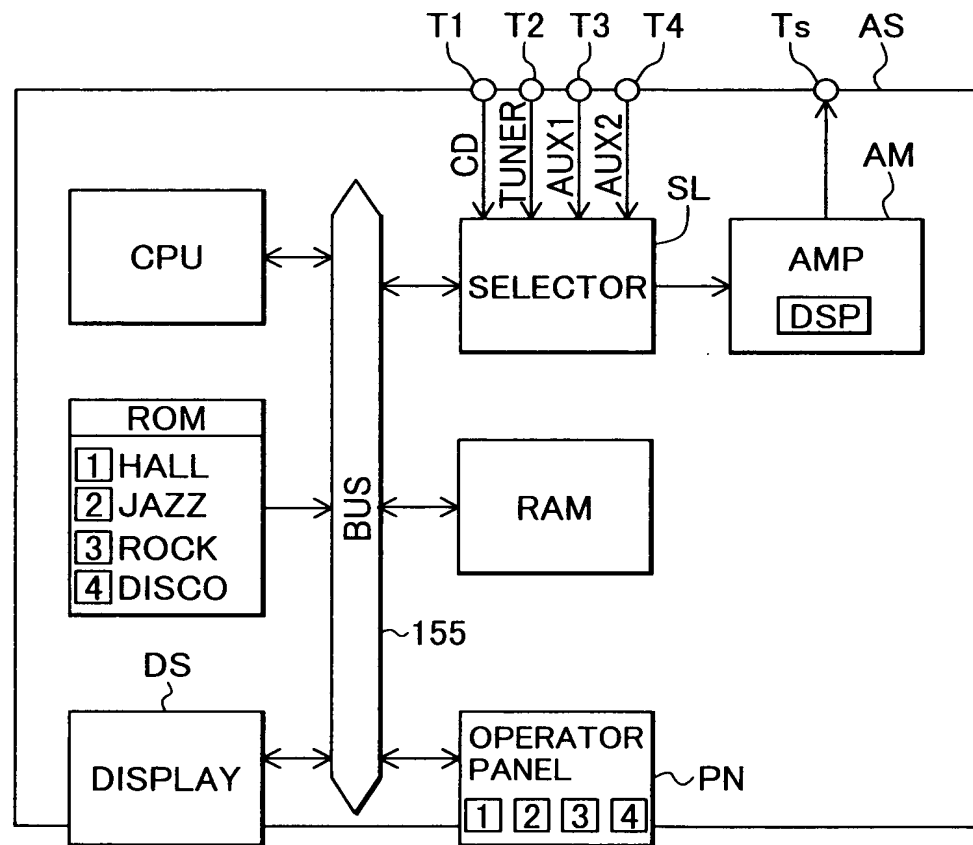 T1 T2 T3 T4 Ts AS
CD
TUNER
AUX1
AUX2
SL
AM
CPU
SELECTOR
AMP
DSP
ROM
1 HALL
2 JAZZ
3 ROCK
4 DISCO
BUS
RAM
155
DS
DISPLAY
OPERATOR
PANEL
1 2 3 4
PN